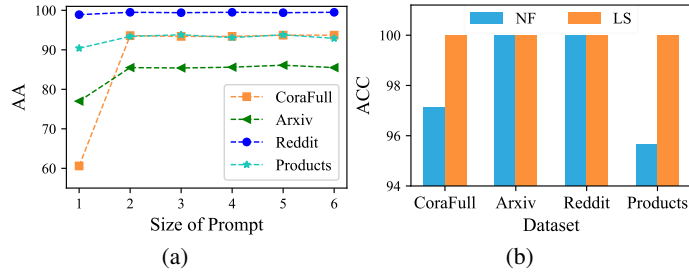 AA
100
90
80
70
60
CoraFull
Arxiv
Reddit
Products
1 2 3 4 5 6
Size of Prompt
(a)
NF LS
ACC
100
98
96
94
CoraFull Arxiv Reddit Products
Dataset
(b)